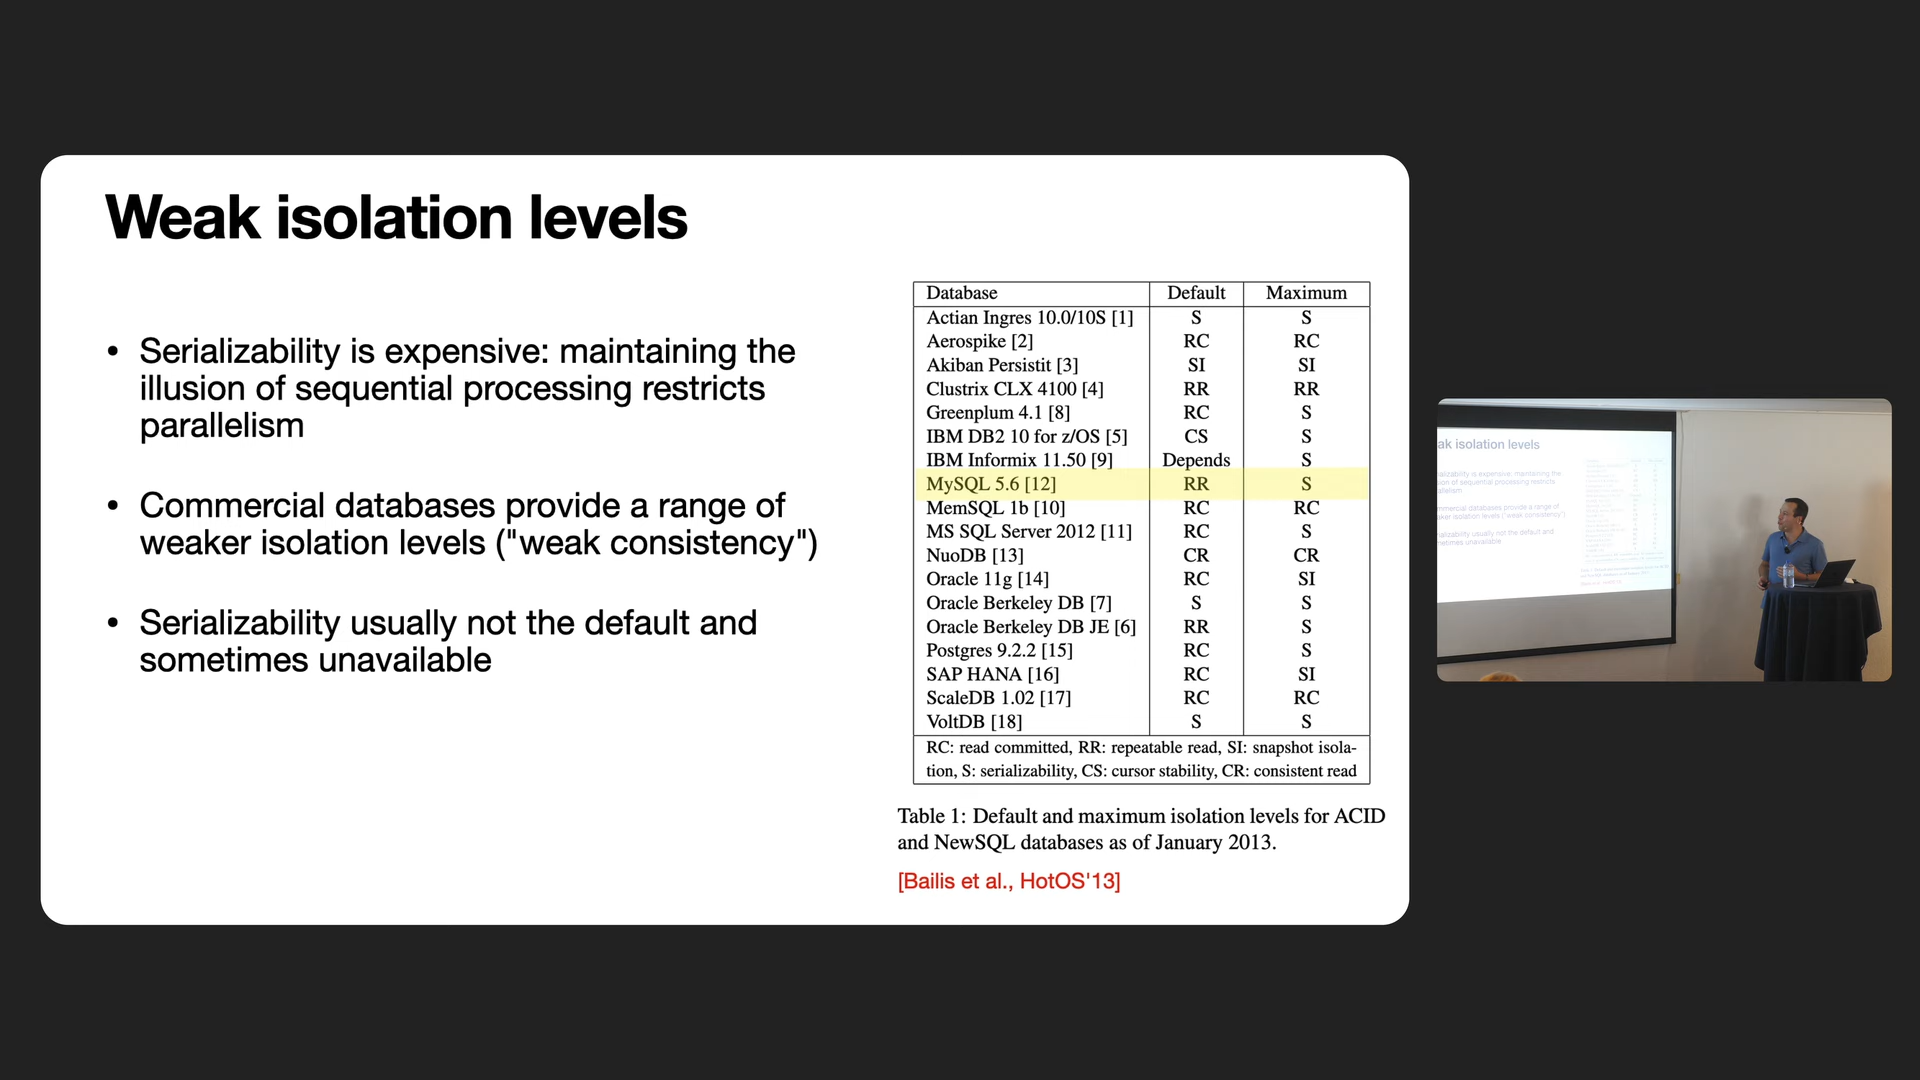 Weak isolation levels
• Serializability is expensive: maintaining the
illusion of sequential processing restricts
parallelism
• Commercial databases provide a range of
weaker isolation levels ("weak consistency")
• Serializability usually not the default and
sometimes unavailable
Database Default Maximum
Actian Ingres 10.0/10S [1] S S
Aerospike [2] RC RC
Akiban Persistit [3] SI SI
Clustrix CLX 4100 [4] RR RR
Greenplum 4.1 [8] RC S
IBM DB2 10 for z/OS [5] CS S
IBM Informix 11.50 [9] Depends S
MySQL 5.6 [12] RR S
MemSQL 1b [10] RC RC
MS SQL Server 2012 [11] RC S
NuoDB [13] CR CR
Oracle 11g [14] RC SI
Oracle Berkeley DB [7] S S
Oracle Berkeley DB JE [6] RR S
Postgres 9.2.2 [15] RC S
SAP HANA [16] RC SI
ScaleDB 1.02 [17] RC RC
VoltDB [18] S S
RC: read committed, RR: repeatable read, SI: snapshot isola-
tion, S: serializability, CS: cursor stability, CR: consistent read
Table 1: Default and maximum isolation levels for ACID
and NewSQL databases as of January 2013.
[Bailis et al., HotOS'13]
ak isolation levels